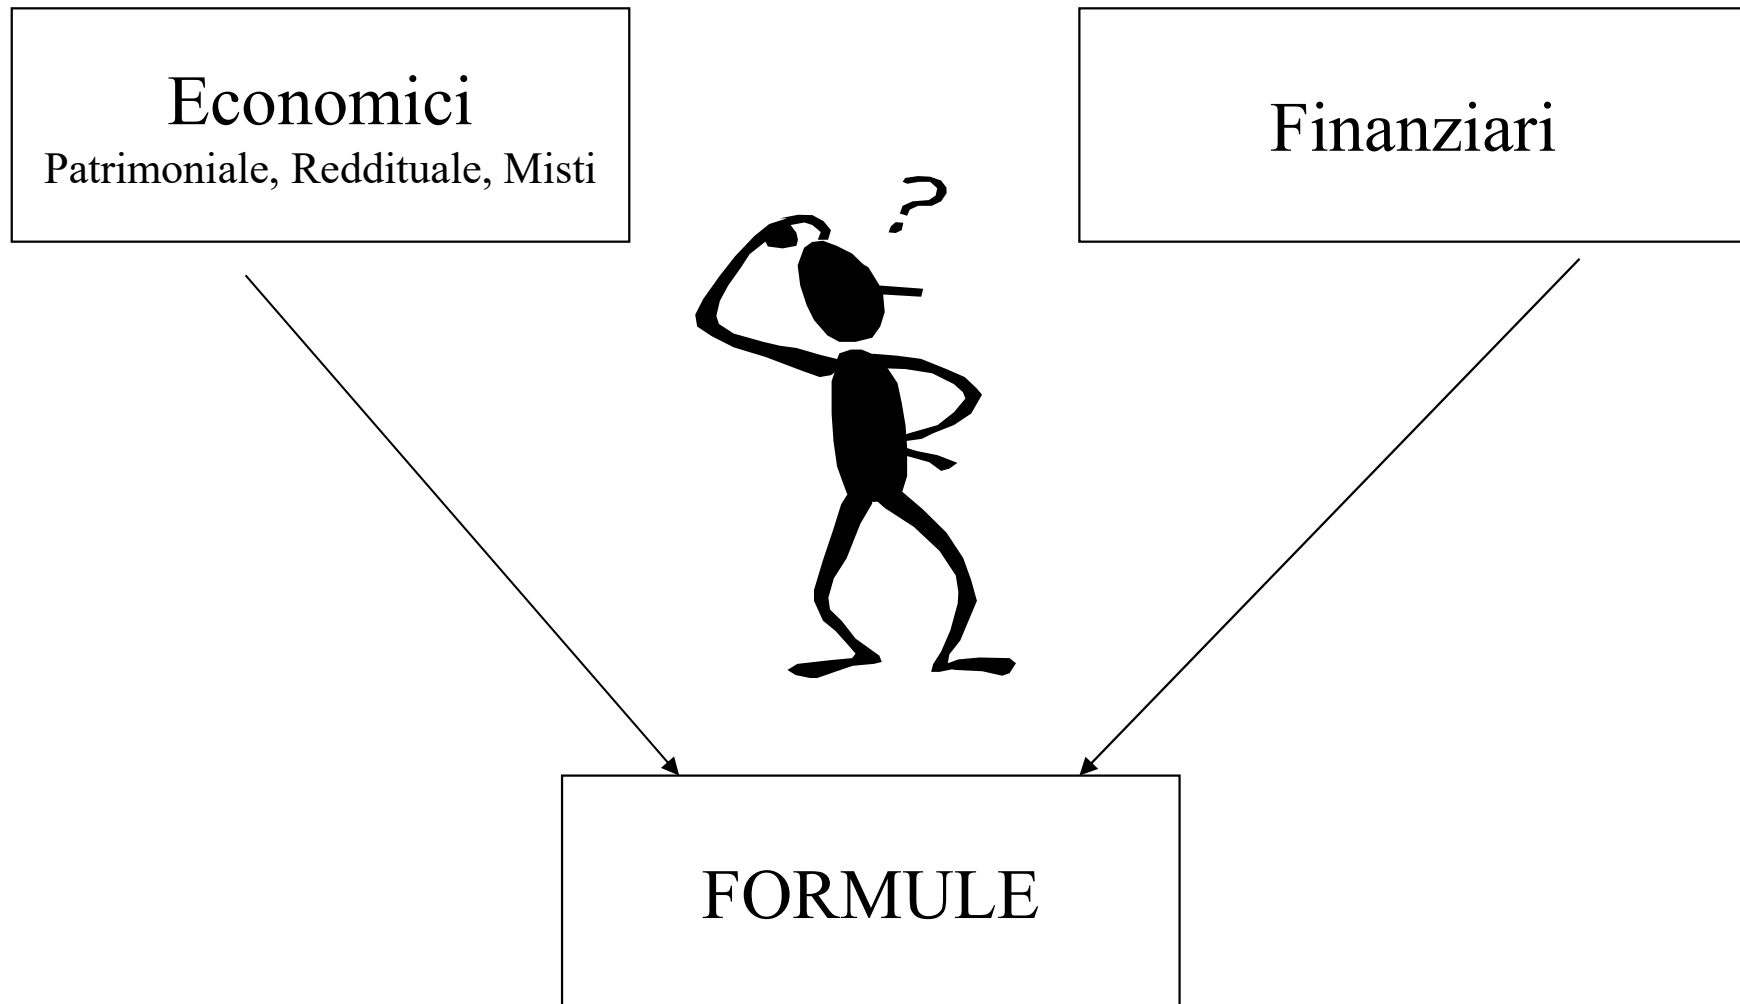 Economici
Patrimoniale, Reddituale, Misti
Finanziari
?
FORMULE